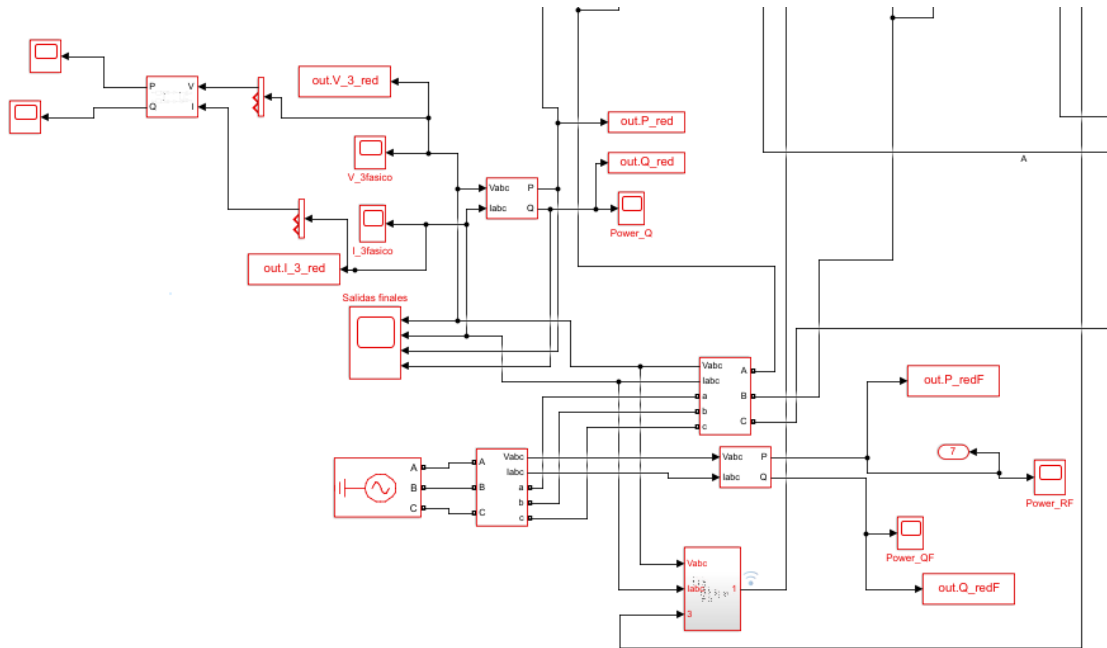 P
V
Q
I
out.V_3_red
V_3fasico
I_3fasico
out.I_3_red
Vabc
P
Iabc
Q
out.P_red
out.Q_red
Power_Q
A
Salidas finales
Vabc
A
Iabc
a
B
b
C
c
out.P_redF
A
B
C
A
B
C
Vabc
Iabc
a
b
c
Vabc
P
Iabc
Q
7
Power_RF
Power_QF
out.Q_redF
Vabc
Iabc
1
3